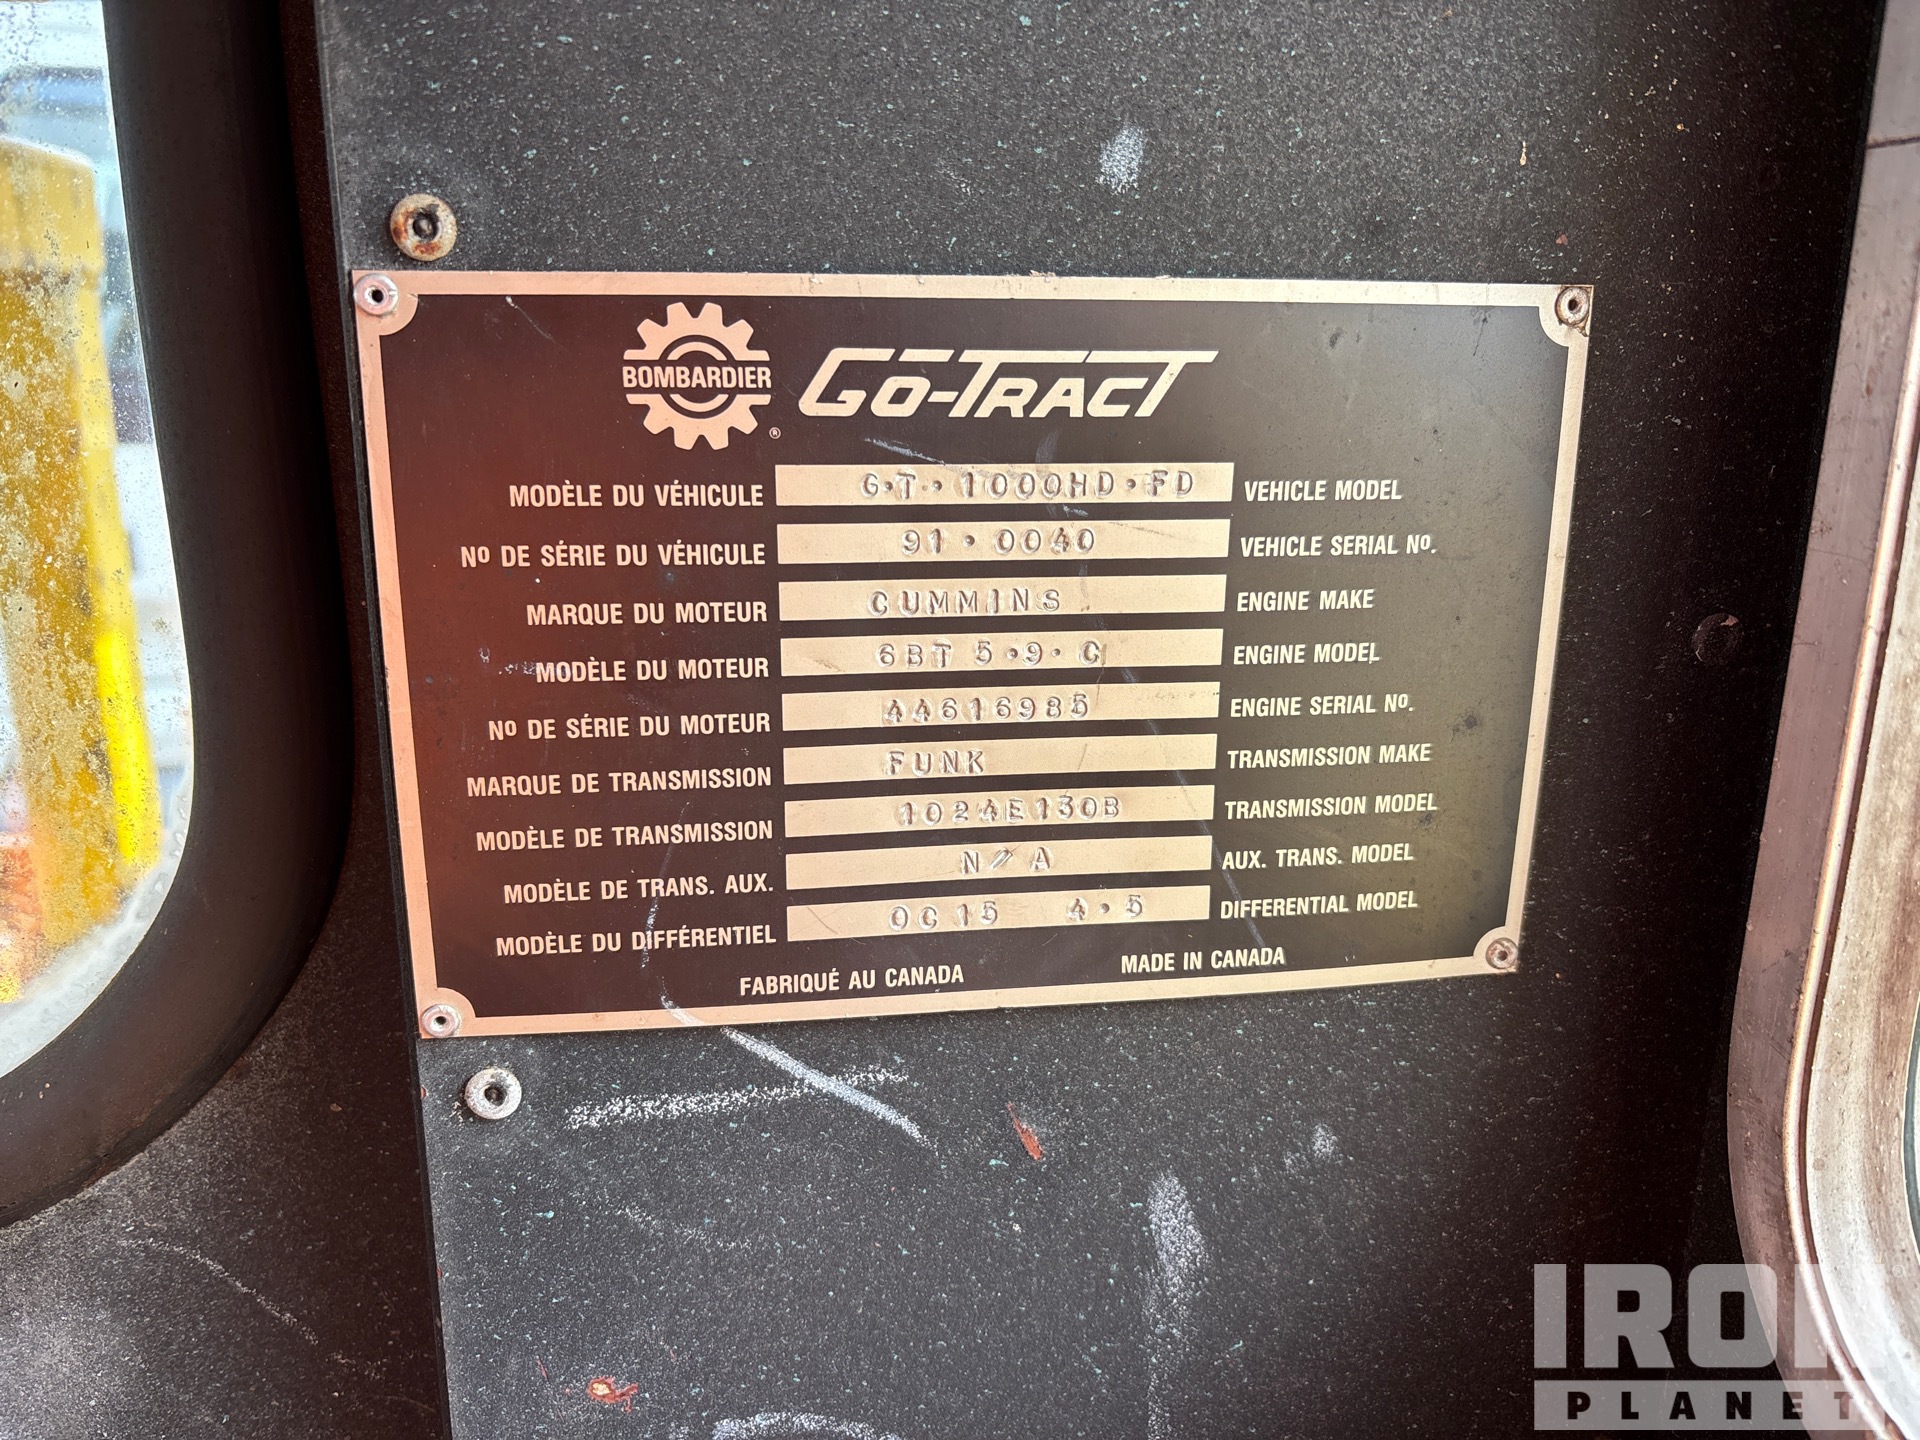 BOMBARDIER ® GO-TRACT
MODÈLE DU VÉHICULE G·T·1000HD·FD VEHICLE MODEL
Nº DE SÉRIE DU VÉHICULE 91·0040 VEHICLE SERIAL Nº.
MARQUE DU MOTEUR CUMMINS ENGINE MAKE
MODÈLE DU MOTEUR 6BT 5·9·C ENGINE MODEL
Nº DE SÉRIE DU MOTEUR 44616985 ENGINE SERIAL Nº.
MARQUE DE TRANSMISSION FUNK TRANSMISSION MAKE
MODÈLE DE TRANSMISSION 1024E130B TRANSMISSION MODEL
MODÈLE DE TRANS. AUX. N/A AUX. TRANS. MODEL
MODÈLE DU DIFFÉRENTIEL OC15 4·5 DIFFERENTIAL MODEL
FABRIQUÉ AU CANADA MADE IN CANADA
IRON
PLANET